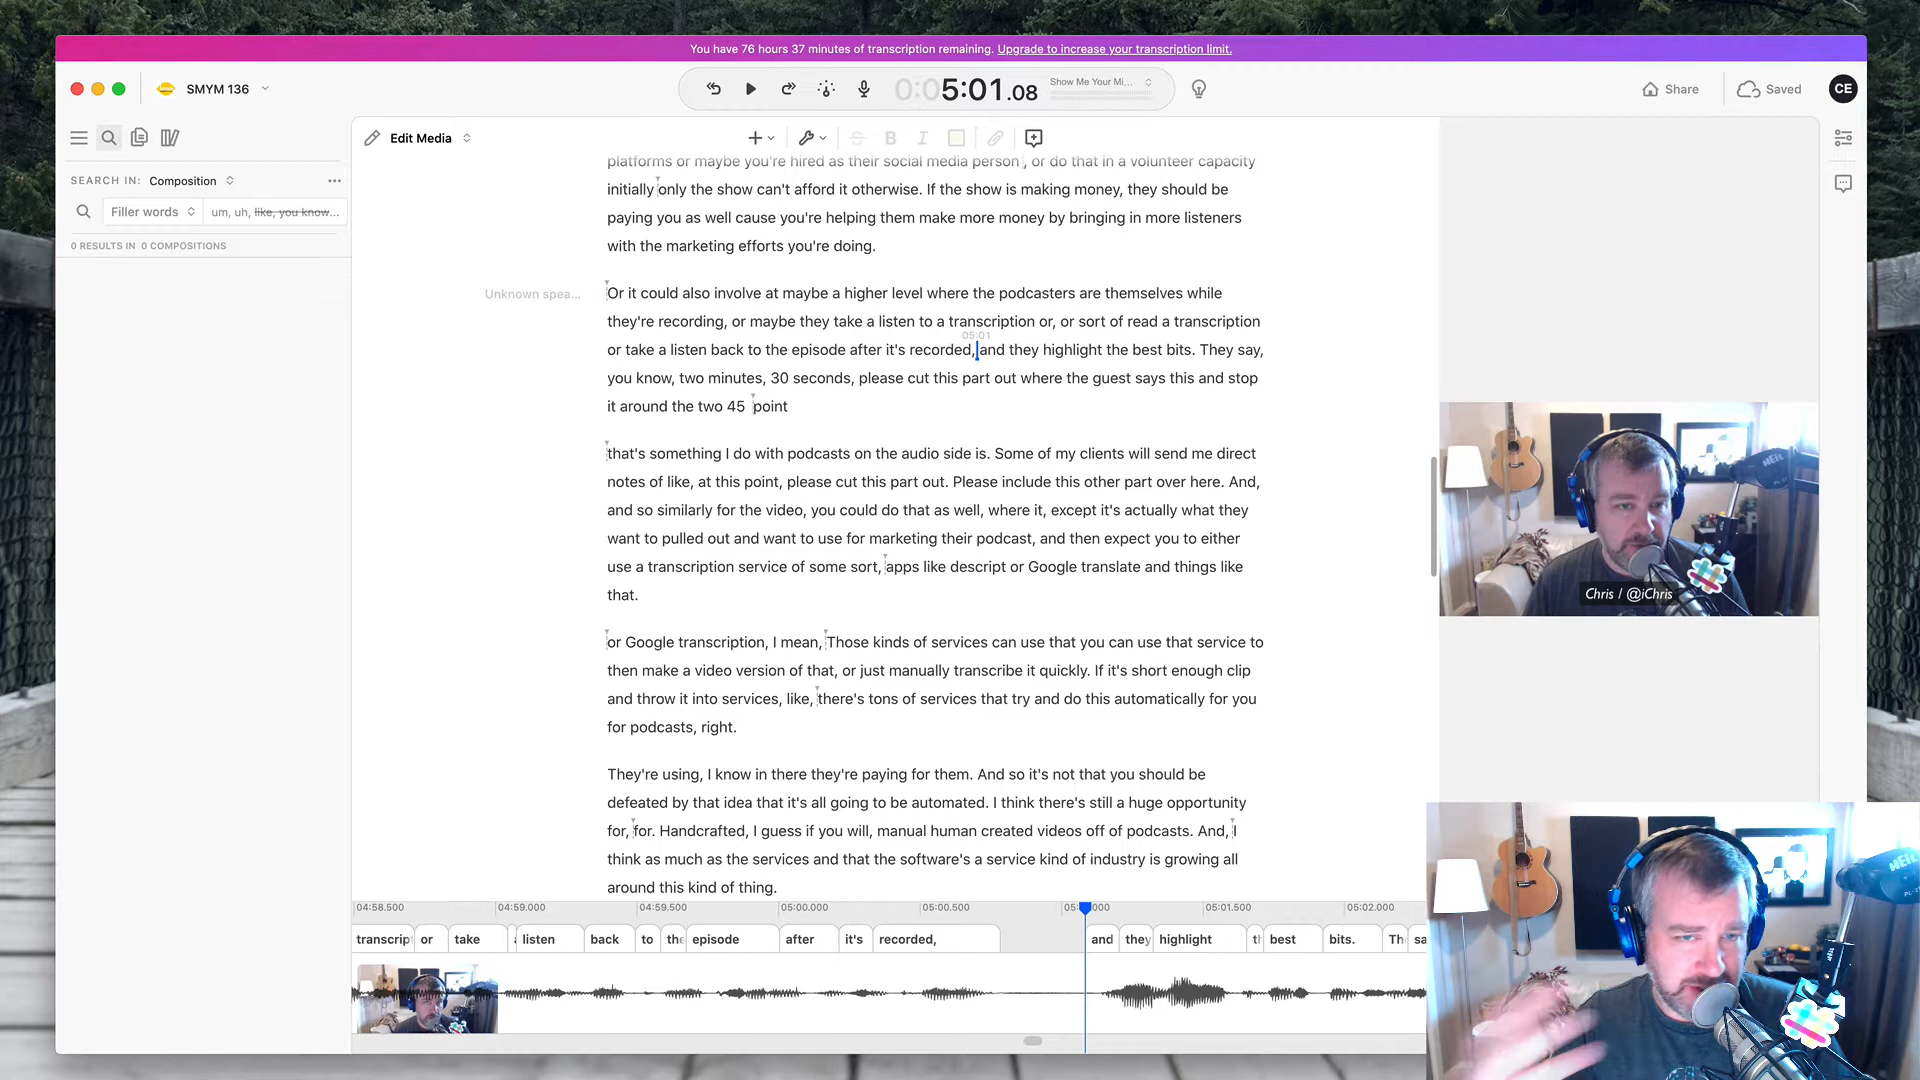 You have 76 hours 37 minutes of transcription remaining. Upgrade to increase your transcription limit.
SMYM 136
0:05:01.08
Show Me Your Mi...
Share
Saved
CE
Edit Media
SEARCH IN: Composition
Filler words
um, uh, like, you know...
0 RESULTS IN 0 COMPOSITIONS
platforms or maybe you're hired as their social media person , or do that in a volunteer capacity
initially only the show can't afford it otherwise. If the show is making money, they should be
paying you as well cause you're helping them make more money by bringing in more listeners
with the marketing efforts you're doing.
Unknown spea...
Or it could also involve at maybe a higher level where the podcasters are themselves while
they're recording, or maybe they take a listen to a transcription or, or sort of read a transcription
05:01
or take a listen back to the episode after it's recorded, and they highlight the best bits. They say,
you know, two minutes, 30 seconds, please cut this part out where the guest says this and stop
it around the two 45 point
that's something I do with podcasts on the audio side is. Some of my clients will send me direct
notes of like, at this point, please cut this part out. Please include this other part over here. And,
and so similarly for the video, you could do that as well, where it, except it's actually what they
want to pulled out and want to use for marketing their podcast, and then expect you to either
use a transcription service of some sort, apps like descript or Google translate and things like
that.
or Google transcription, I mean, Those kinds of services can use that you can use that service to
then make a video version of that, or just manually transcribe it quickly. If it's short enough clip
and throw it into services, like, there's tons of services that try and do this automatically for you
for podcasts, right.
They're using, I know in there they're paying for them. And so it's not that you should be
defeated by that idea that it's all going to be automated. I think there's still a huge opportunity
for, for. Handcrafted, I guess if you will, manual human created videos off of podcasts. And, I
think as much as the services and that the software's a service kind of industry is growing all
around this kind of thing.
Chris / @iChris
HEIL
04:58.500 04:59.000 04:59.500 05:00.000 05:00.500 05:01.500 05:02.000
transcrip or take listen back to the episode after it's recorded, and they highlight best bits. Th sa
HEIL